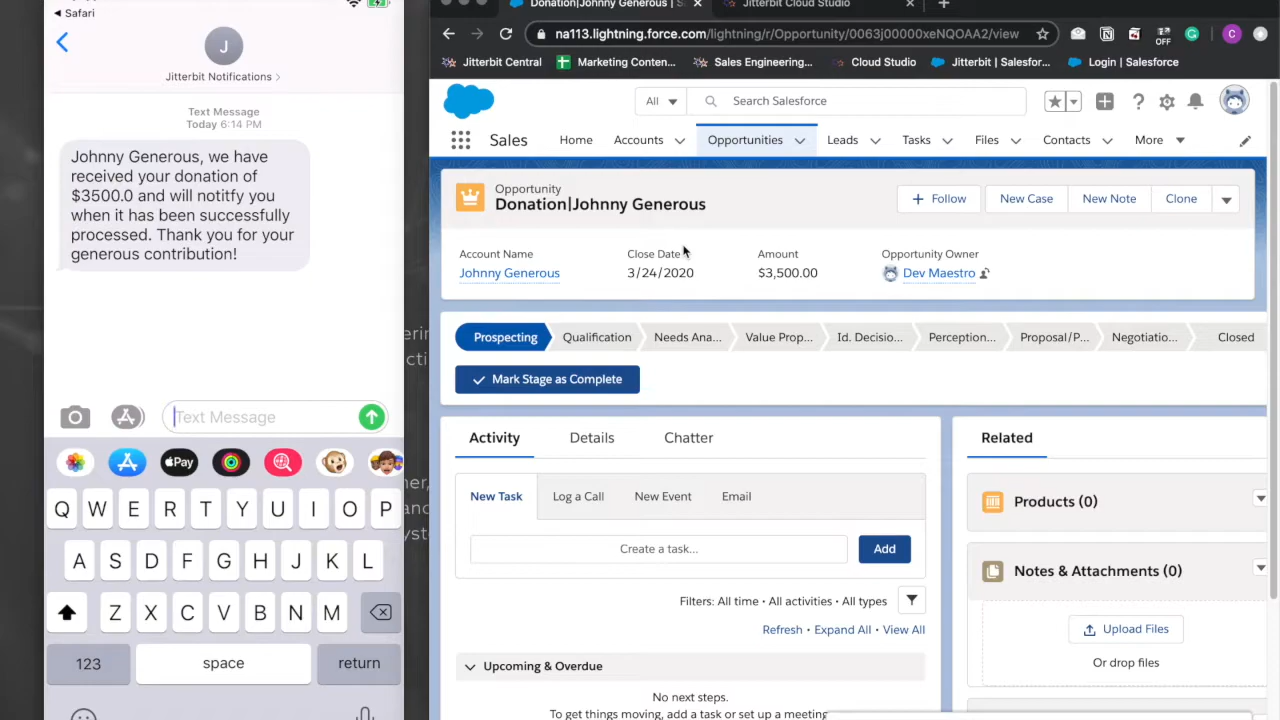 Safari
J
Jitterbit Notifications
Text Message
Today 6:14 PM
Johnny Generous, we have
received your donation of
$3500.0 and will notitfy you
when it has been successfully
processed. Thank you for your
generous contribution!
Text Message
Pay
Q W E R T Y U I O P
A S D F G H J K L
Z X C V B N M
123 space return
Donation|Johnny Generous | S
Jitterbit Cloud Studio
na113.lightning.force.com/lightning/r/Opportunity/0063j00000xeNQOAA2/view
OFF
C
Jitterbit Central
Marketing Conten...
Sales Engineering...
Cloud Studio
Jitterbit | Salesfor...
Login | Salesforce
All
Search Salesforce
Sales
Home
Accounts
Opportunities
Leads
Tasks
Files
Contacts
More
Opportunity
Donation|Johnny Generous
Follow
New Case
New Note
Clone
Account Name
Close Date
Amount
Opportunity Owner
Johnny Generous
3/24/2020
$3,500.00
Dev Maestro
Prospecting
Qualification
Needs Ana...
Value Prop...
Id. Decisio...
Perception...
Proposal/P...
Negotiatio...
Closed
Mark Stage as Complete
Activity
Details
Chatter
Related
New Task
Log a Call
New Event
Email
Products (0)
Create a task...
Add
Notes & Attachments (0)
Filters: All time • All activities • All types
Refresh • Expand All • View All
Upload Files
Or drop files
Upcoming & Overdue
No next steps.
To get things moving, add a task or set up a meeting